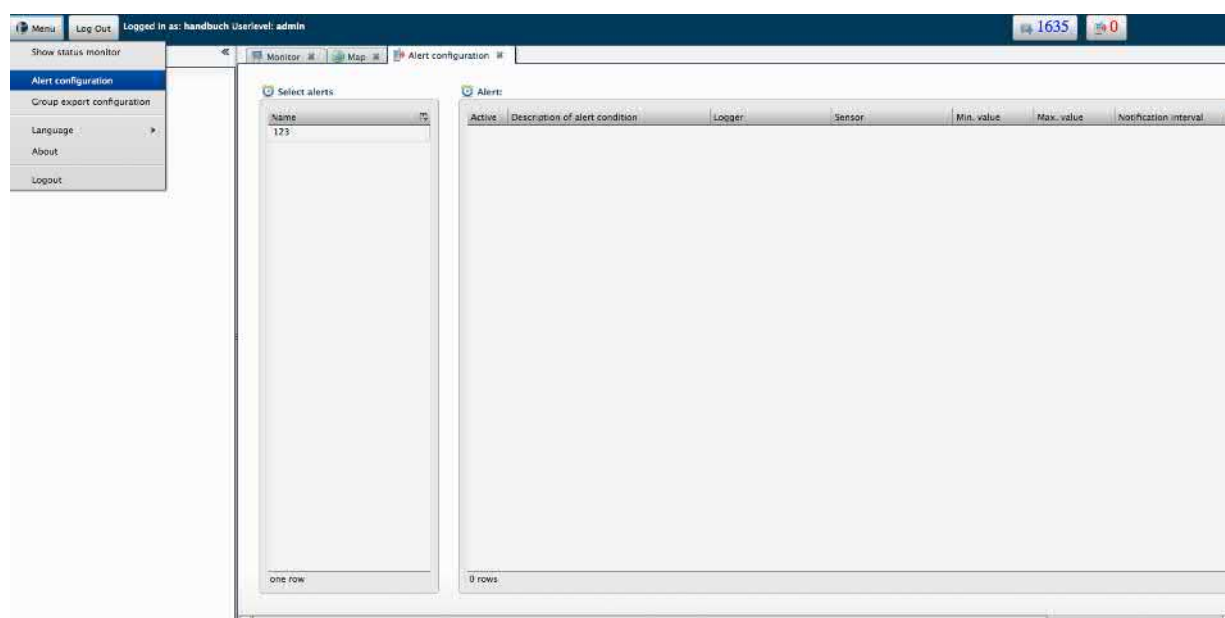 Menu Log Out Logged in as: handbuch Userlevel: admin 1635 0
Show status monitor
Alert configuration
Group export configuration
Language
About
Logout
Monitor Map Alert configuration
Select alerts
Name
123
one row
Alert:
Active Description of alert condition Logger Sensor Min. value Max. value Notification interval
0 rows